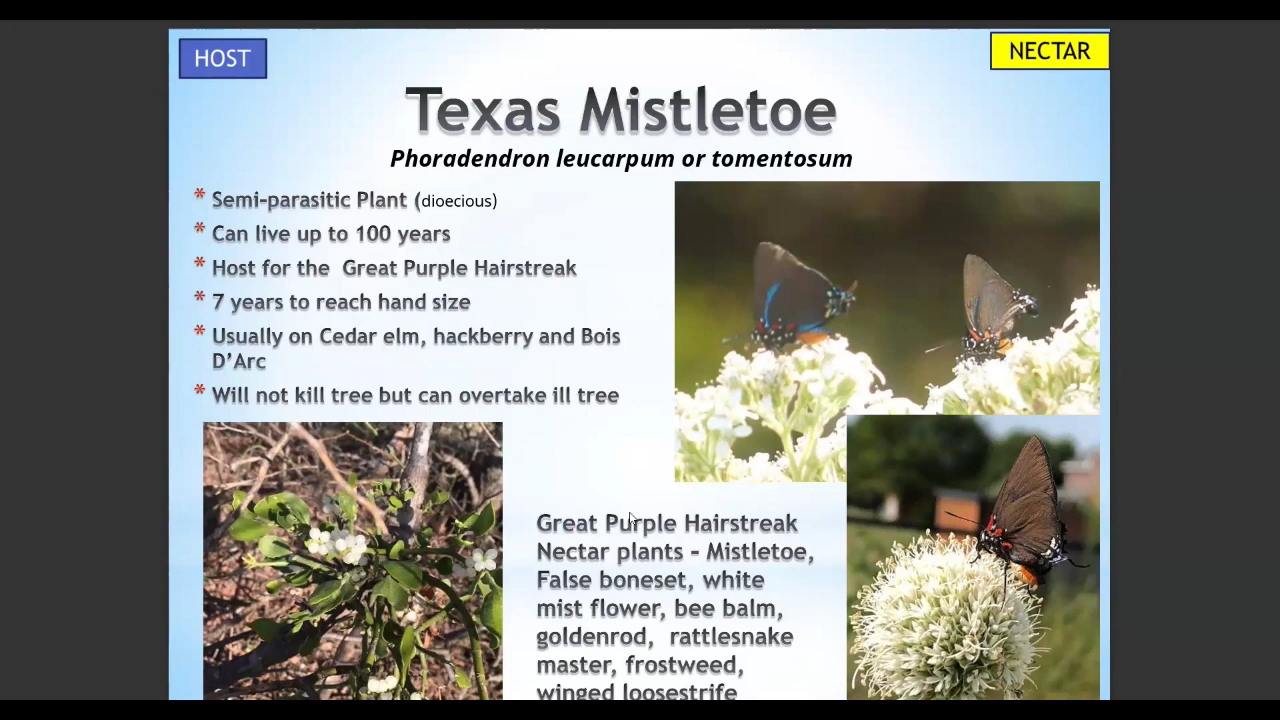 HOST
NECTAR
Texas Mistletoe
Phoradendron leucarpum or tomentosum
* Semi-parasitic Plant (dioecious)
* Can live up to 100 years
* Host for the Great Purple Hairstreak
* 7 years to reach hand size
* Usually on Cedar elm, hackberry and Bois
D'Arc
* Will not kill tree but can overtake ill tree
Great Purple Hairstreak
Nectar plants - Mistletoe,
False boneset, white
mist flower, bee balm,
goldenrod, rattlesnake
master, frostweed,
winged loosestrife